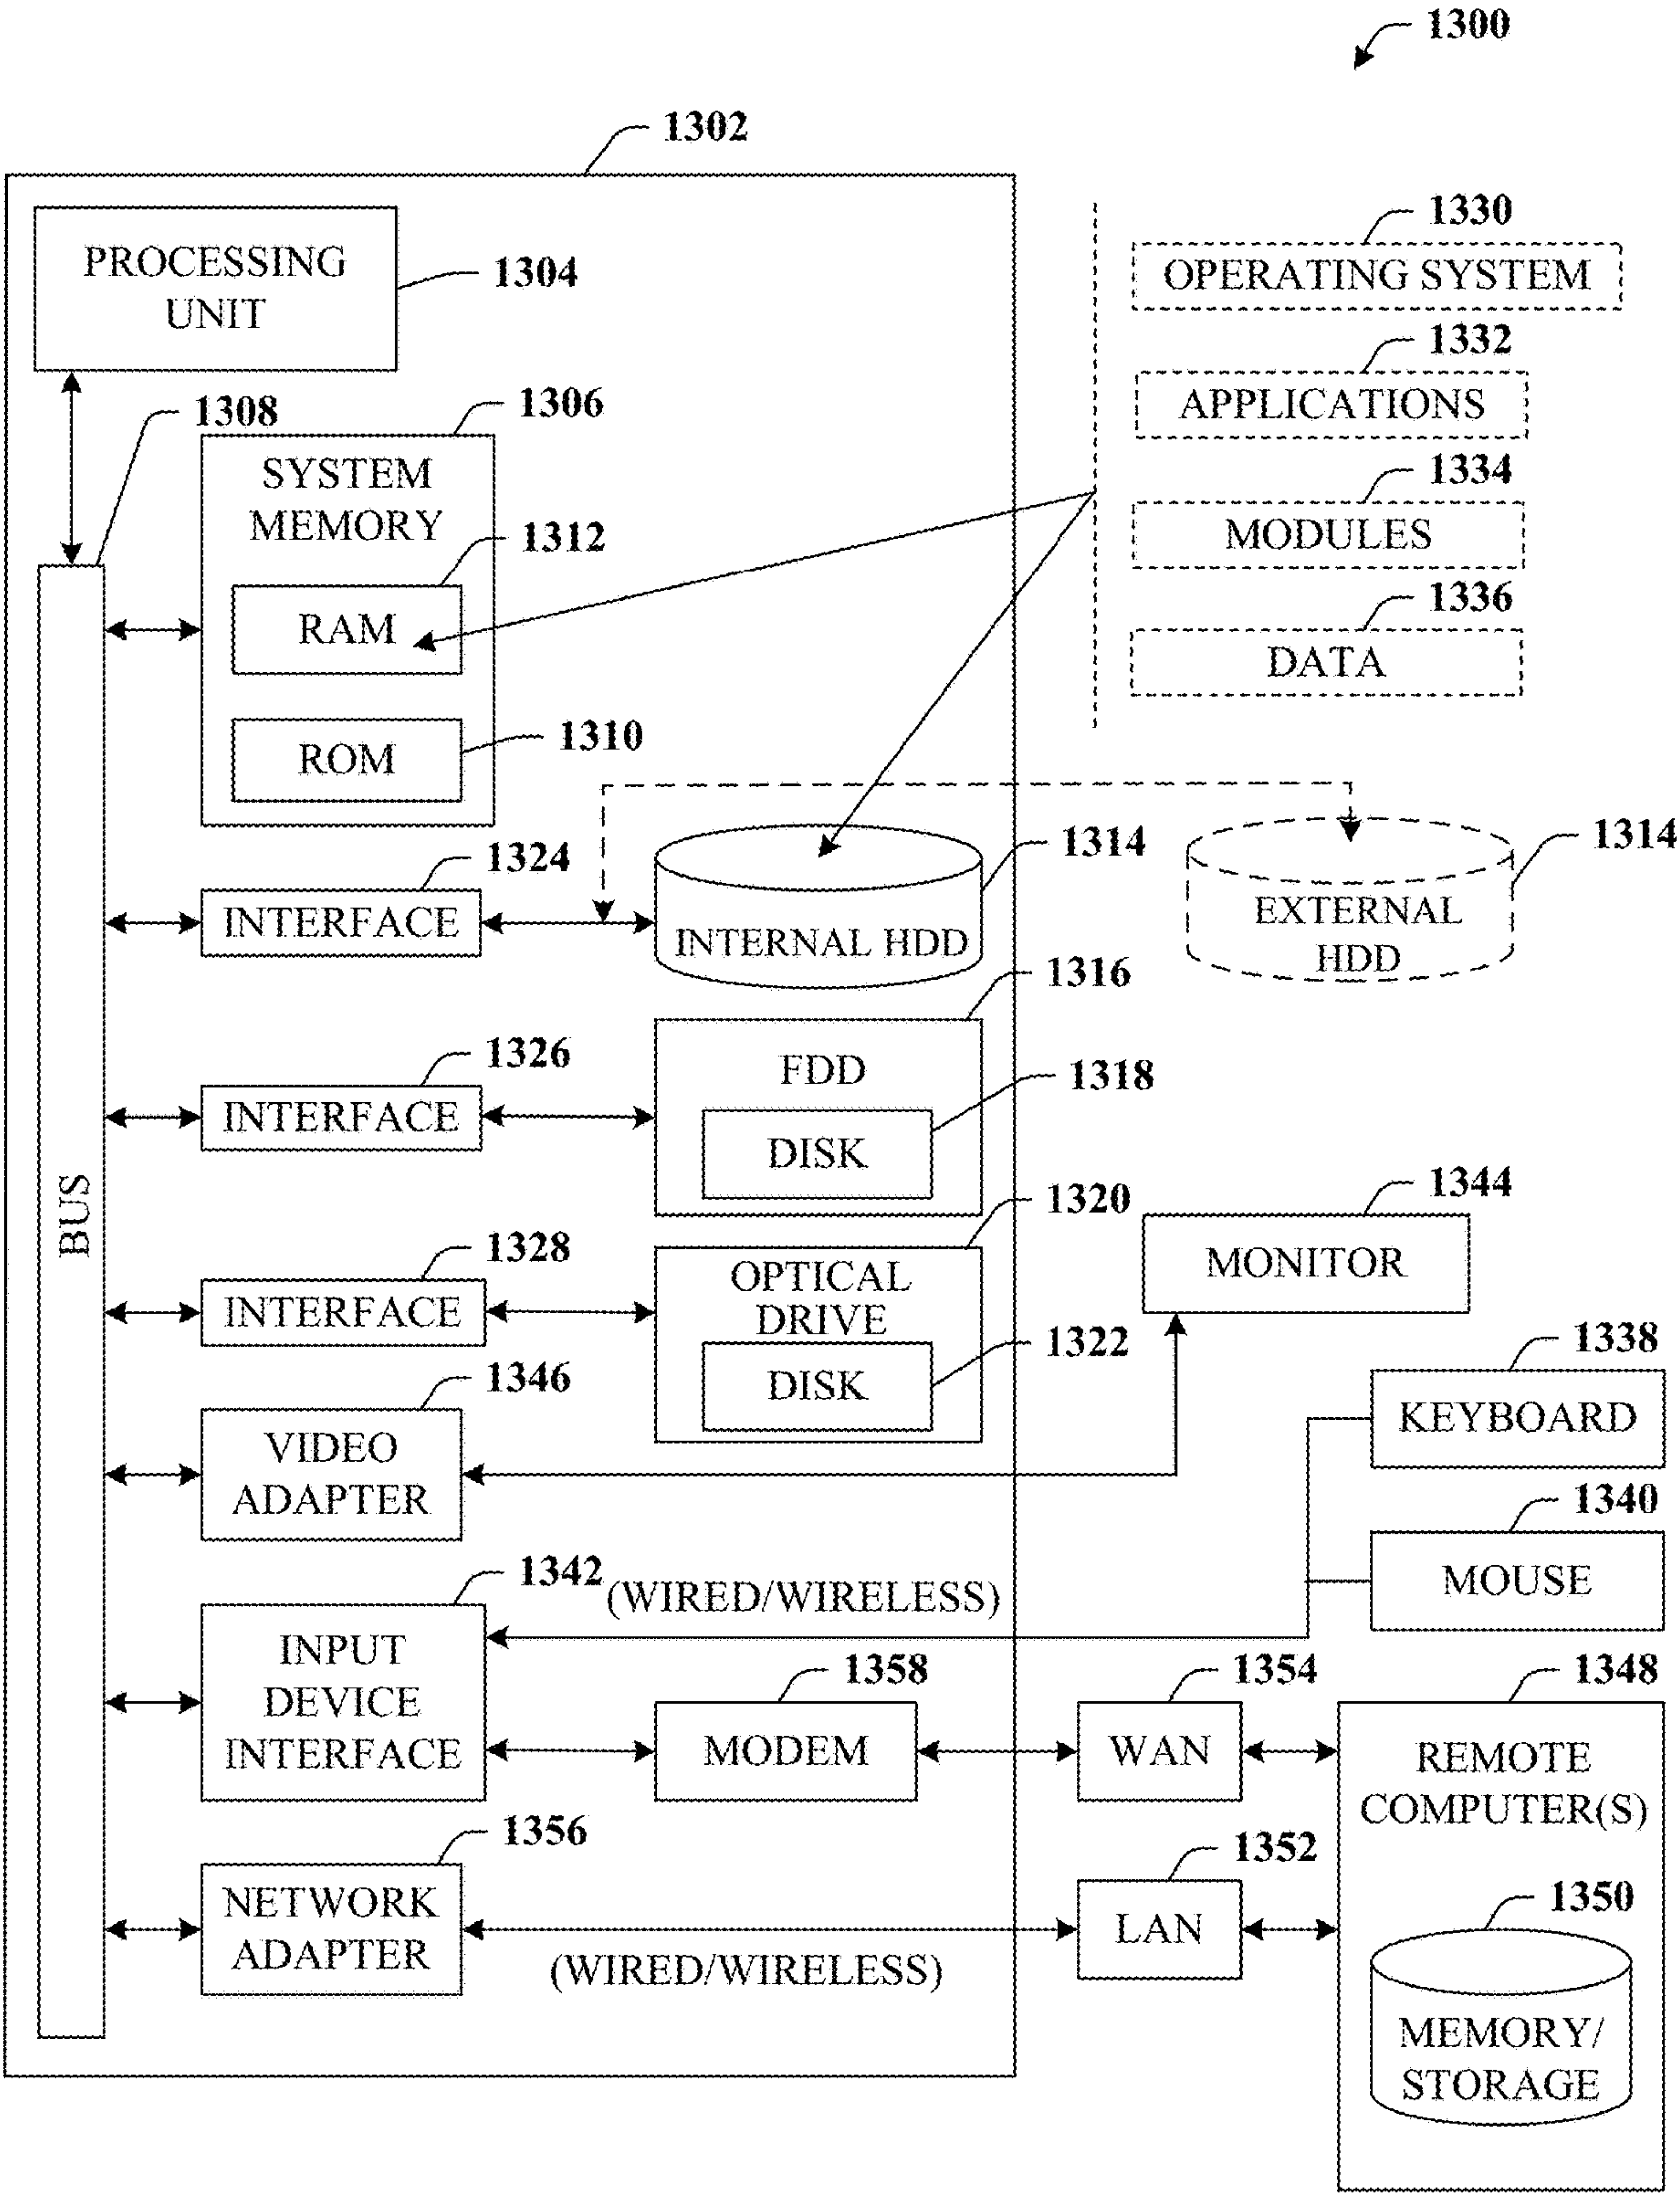 1300
1302
PROCESSING
UNIT
1304
1330
OPERATING SYSTEM
1332
APPLICATIONS
1334
MODULES
1336
DATA
1308
1306
SYSTEM
MEMORY
1312
RAM
1310
ROM
BUS
1324
INTERFACE
1314
INTERNAL HDD
1314
EXTERNAL
HDD
1326
INTERFACE
1316
FDD
1318
DISK
1328
INTERFACE
1320
OPTICAL
DRIVE
1322
DISK
1344
MONITOR
1346
VIDEO
ADAPTER
1338
KEYBOARD
1340
MOUSE
1342
(WIRED/WIRELESS)
INPUT
DEVICE
INTERFACE
1358
MODEM
1354
WAN
1348
REMOTE
COMPUTER(S)
1356
NETWORK
ADAPTER
(WIRED/WIRELESS)
1352
LAN
1350
MEMORY/
STORAGE